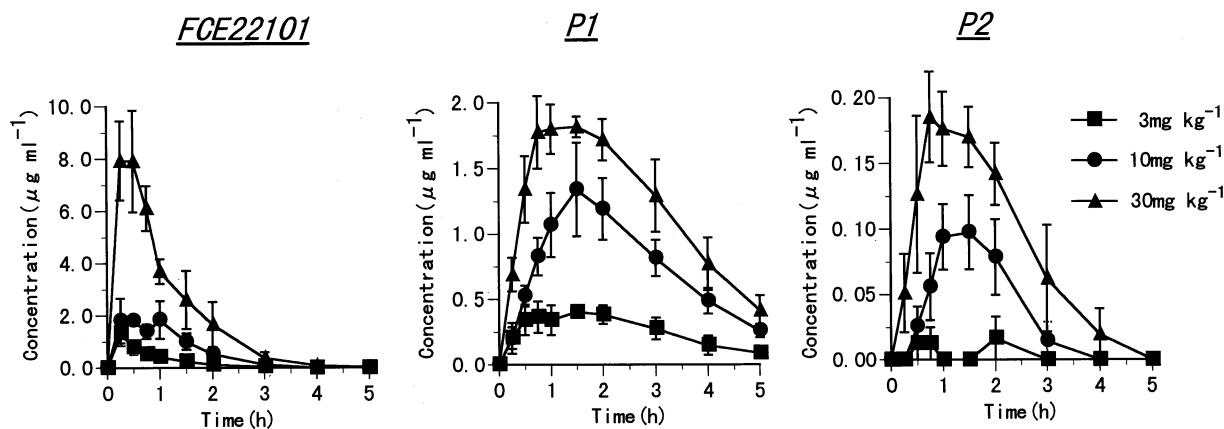 FCE22101
P1
P2
Concentration(μg ml⁻¹)
10.0
8.0
6.0
4.0
2.0
0.0
0 1 2 3 4 5
Time(h)
Concentration(μg ml⁻¹)
2.0
1.5
1.0
0.5
0.0
0 1 2 3 4 5
Time(h)
Concentration(μg ml⁻¹)
0.20
0.15
0.10
0.05
0.00
0 1 2 3 4 5
Time(h)
3mg kg⁻¹
10mg kg⁻¹
30mg kg⁻¹